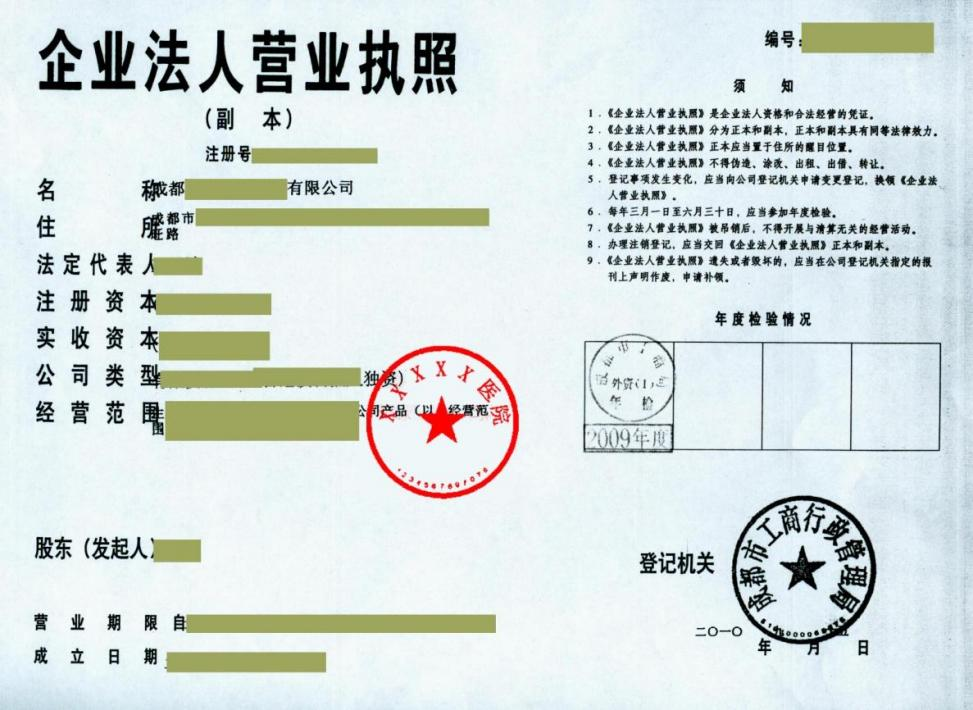 企业法人营业执照
(副 本)
注册号
名 称 成都 有限公司
住 所 成都市
庄路
法定代表人
注册资本
实收资本
公司类型 独资)
经营范围 公司产品(以 经营范
围
XXXXX医院
1234567897076
股东(发起人)
营业期限 自
成立日期
编号:
须 知
1.《企业法人营业执照》是企业法人资格和合法经营的凭证。
2.《企业法人营业执照》分为正本和副本,正本和副本具有同等法律效力。
3.《企业法人营业执照》正本应当置于住所的醒目位置。
4.《企业法人营业执照》不得伪造、涂改、出租、出借、转让。
5.登记事项发生变化,应当向公司登记机关申请变更登记,换领《企业法
人营业执照》。
6.每年三月一日至六月三十日,应当参加年度检验。
7.《企业法人营业执照》被吊销后,不得开展与清算无关的经营活动。
8.办理注销登记,应当交回《企业法人营业执照》正本和副本。
9.《企业法人营业执照》遗失或者毁坏的,应当在公司登记机关指定的报
刊上声明作废,申请补领。
年度检验情况
成都市工商局
外资(1)
年 检
2009年度
登记机关
成都市工商行政管理局
二〇一〇
年 月 日